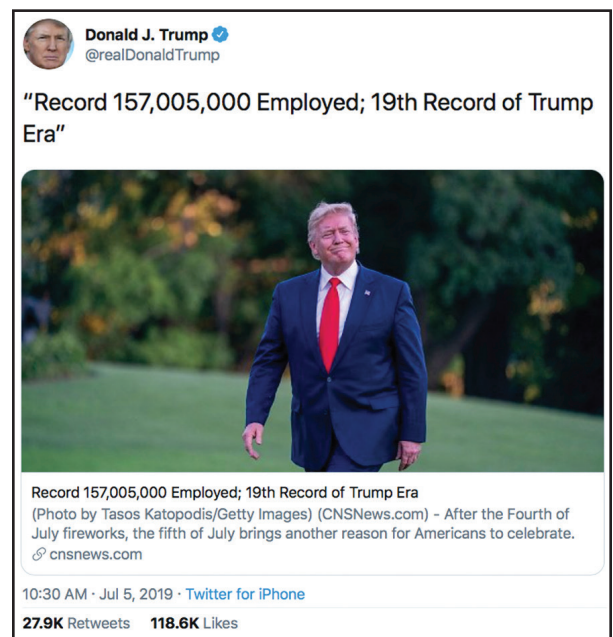 Donald J. Trump
@realDonaldTrump
“Record 157,005,000 Employed; 19th Record of Trump
Era”
Record 157,005,000 Employed; 19th Record of Trump Era
(Photo by Tasos Katopodis/Getty Images) (CNSNews.com) - After the Fourth of
July fireworks, the fifth of July brings another reason for Americans to celebrate.
cnsnews.com
10:30 AM · Jul 5, 2019 · Twitter for iPhone
27.9K Retweets 118.6K Likes